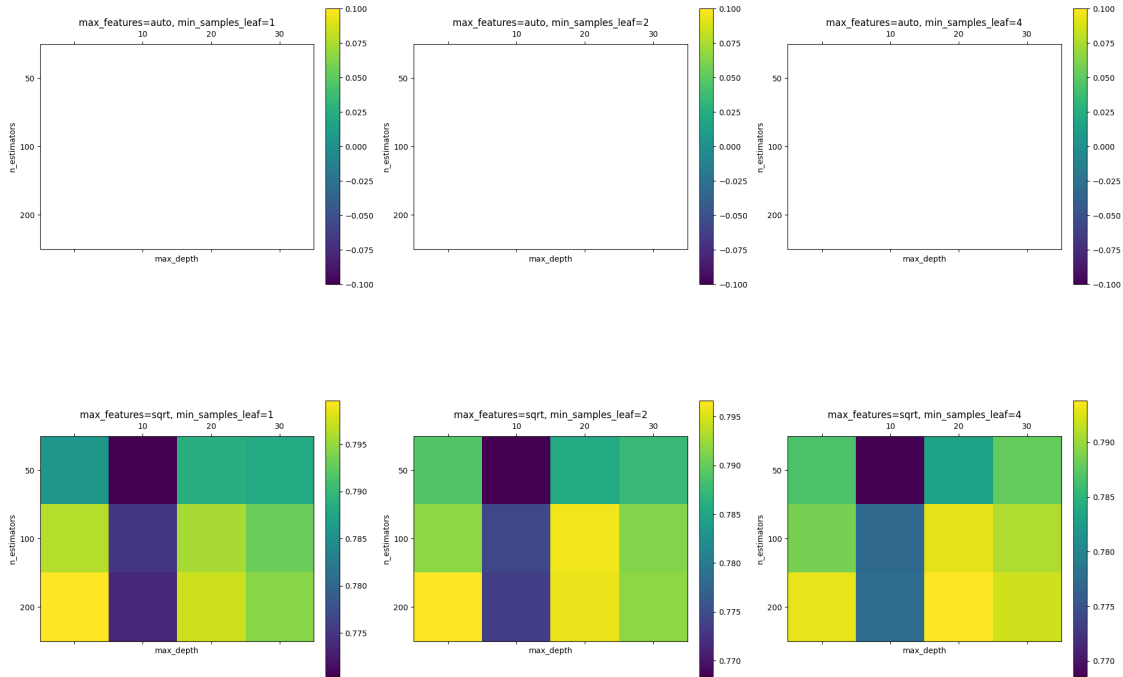 max_features=auto, min_samples_leaf=1
10 20 30
50
100
200
n_estimators
max_depth
0.100
0.075
0.050
0.025
0.000
−0.025
−0.050
−0.075
−0.100
max_features=auto, min_samples_leaf=2
10 20 30
50
100
200
n_estimators
max_depth
0.100
0.075
0.050
0.025
0.000
−0.025
−0.050
−0.075
−0.100
max_features=auto, min_samples_leaf=4
10 20 30
50
100
200
n_estimators
max_depth
0.100
0.075
0.050
0.025
0.000
−0.025
−0.050
−0.075
−0.100
max_features=sqrt, min_samples_leaf=1
10 20 30
50
100
200
n_estimators
max_depth
0.795
0.790
0.785
0.780
0.775
max_features=sqrt, min_samples_leaf=2
10 20 30
50
100
200
n_estimators
max_depth
0.795
0.790
0.785
0.780
0.775
0.770
max_features=sqrt, min_samples_leaf=4
10 20 30
50
100
200
n_estimators
max_depth
0.790
0.785
0.780
0.775
0.770